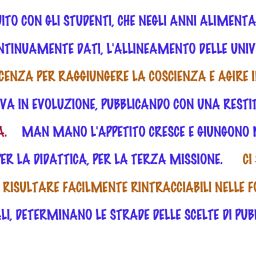 ITO CON GLI STUDENTI, CHE NEGLI ANNI ALIMENTA
NTINUAMENTE DATI, L'ALLINEAMENTO DELLE UNIV
CENZA PER RAGGIUNGERE LA COSCIENZA E AGIRE I
VA IN EVOLUZIONE, PUBBLICANDO CON UNA RESTIT
A. MAN MANO L'APPETITO CRESCE E GIUNGONO
ER LA DIDATTICA, PER LA TERZA MISSIONE. CI
RISULTARE FACILMENTE RINTRACCIABILI NELLE FO
LI, DETERMINANO LE STRADE DELLE SCELTE DI PUBB